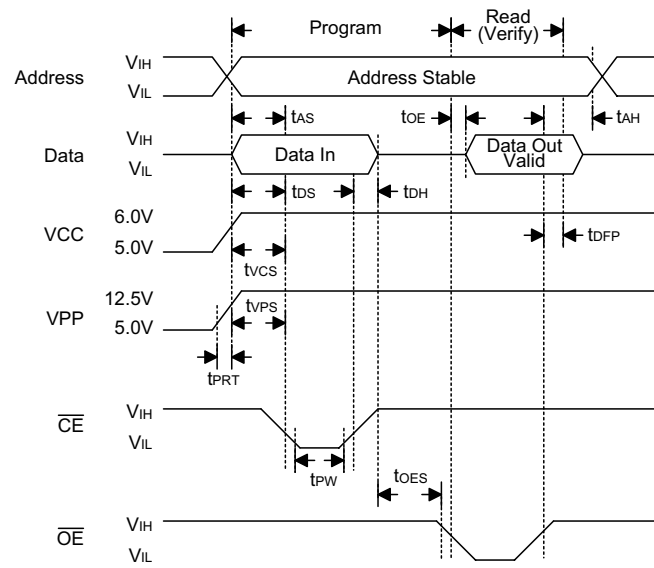 Program
Read
(Verify)
Address
VIH
VIL
Address Stable
tAS
tOE
tAH
Data
VIH
VIL
Data In
Data Out
Valid
tDS
tDH
VCC
6.0V
5.0V
tDFP
tVCS
VPP
12.5V
5.0V
tVPS
tPRT
CE
VIH
VIL
tPW
tOES
OE
VIH
VIL